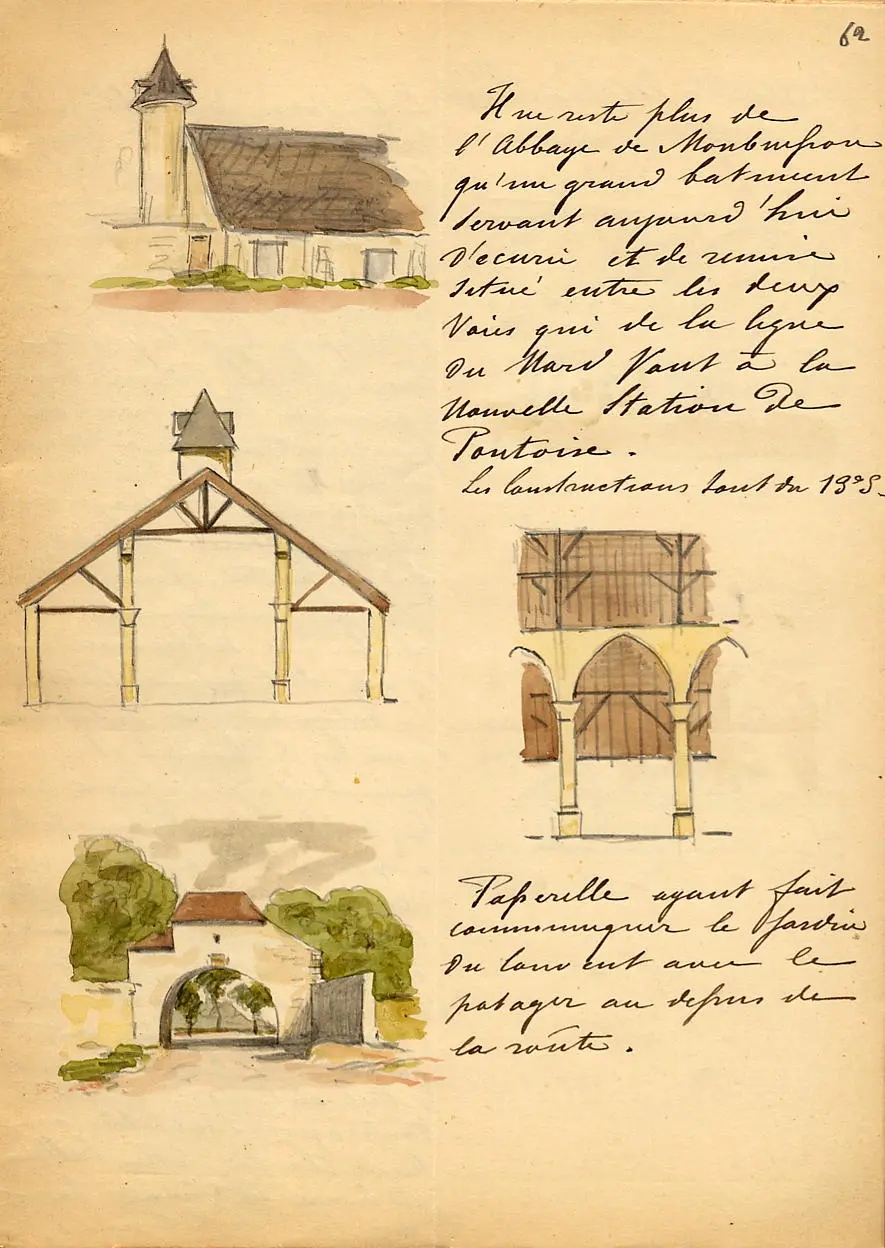 62
Il ne reste plus de
l'Abbaye de Monbuisson
qu'un grand batiment
servant aujourd'hui
d'ecurie et de remise
situé entre les deux
Voies qui de la ligne
du Nord Vont à la
Nouvelle Station De
Pontoise.
Les Constructions sont du 13e S.
Passerelle ayant fait
communiquer le Jardin
du Couvent avec le
potager au dessus de
la route.